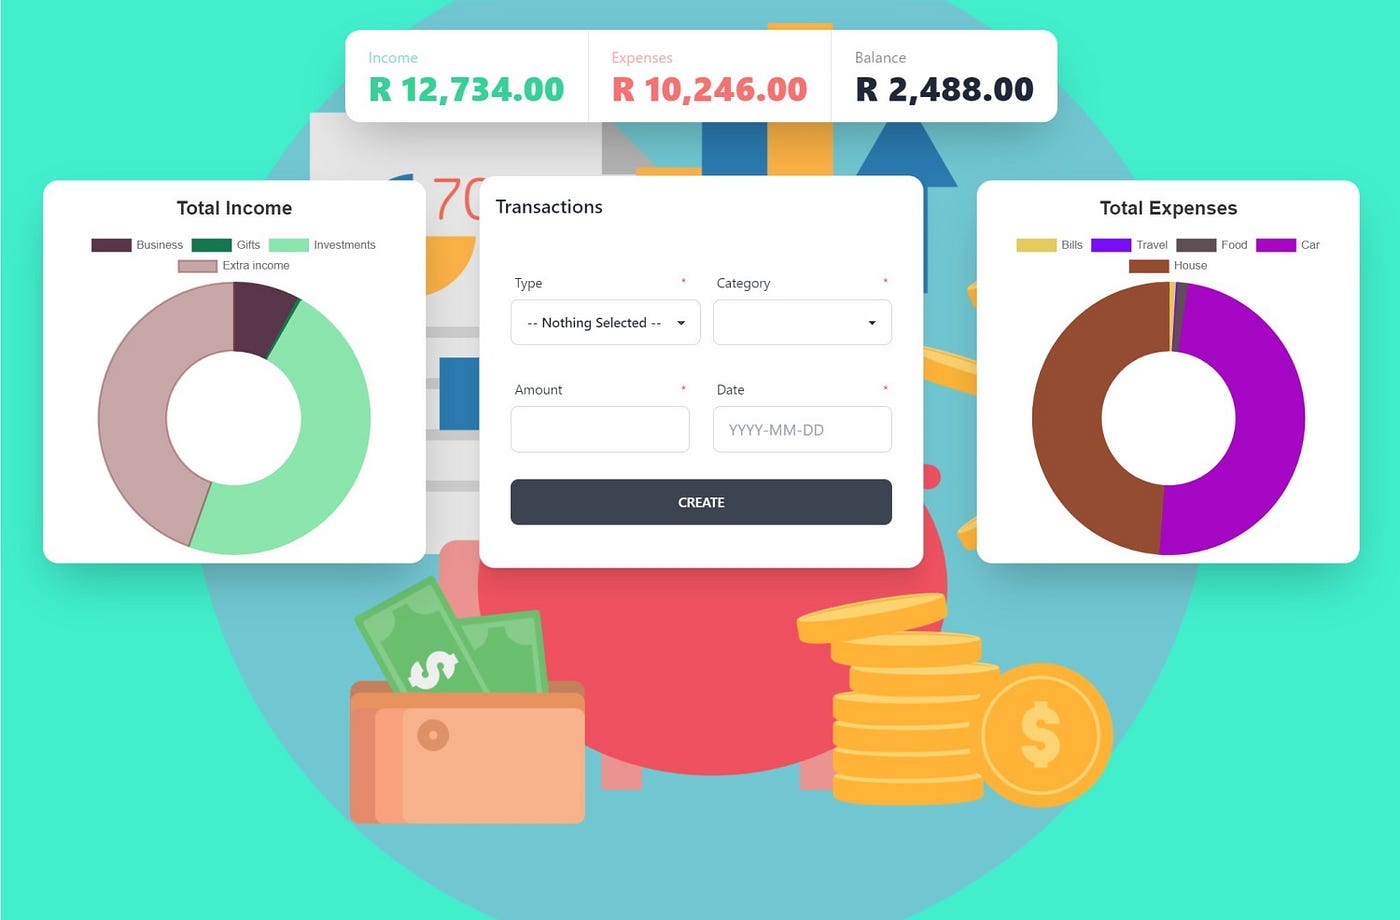 Income Expenses Balance
R 12,734.00 R 10,246.00 R 2,488.00
70
Total Income
Business Gifts Investments
Extra income
Transactions
Type * Category *
-- Nothing Selected --
Amount * Date *
YYYY-MM-DD
CREATE
Total Expenses
Bills Travel Food Car
House
$
$